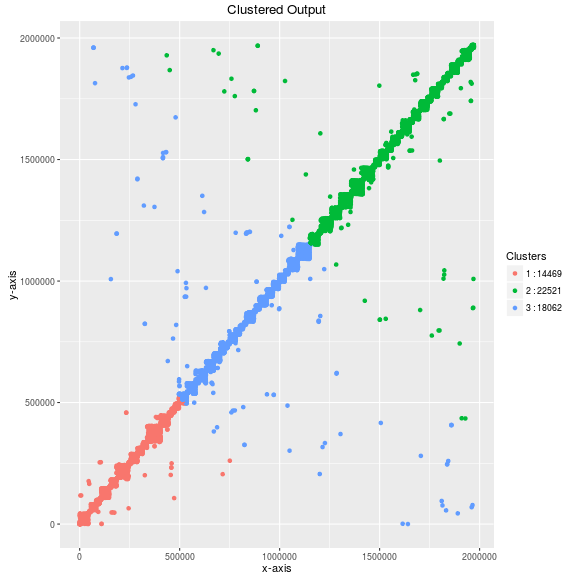 Clustered Output
2000000
1500000
1000000
500000
0
y-axis
0 500000 1000000 1500000 2000000
x-axis
Clusters
1 : 14469
2 : 22521
3 : 18062